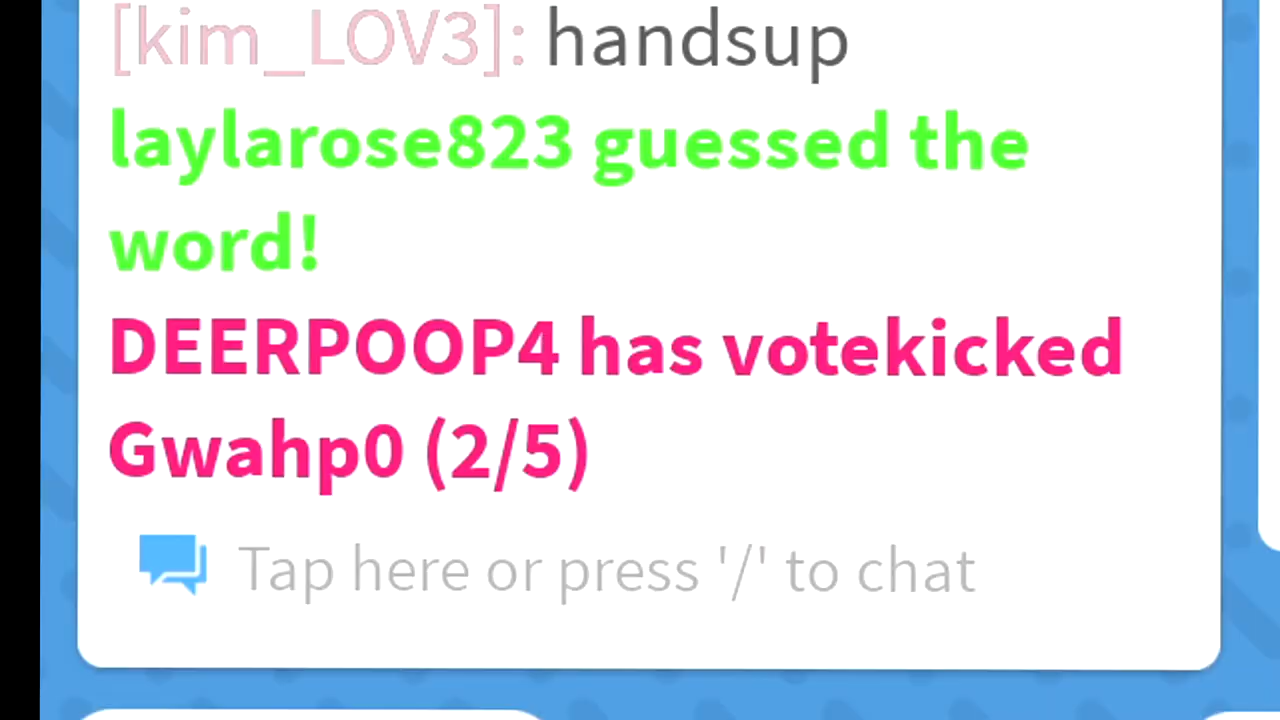 [kim_LOV3]: handsup
laylarose823 guessed the
word!
DEERPOOP4 has votekicked
Gwahp0 (2/5)
Tap here or press '/' to chat